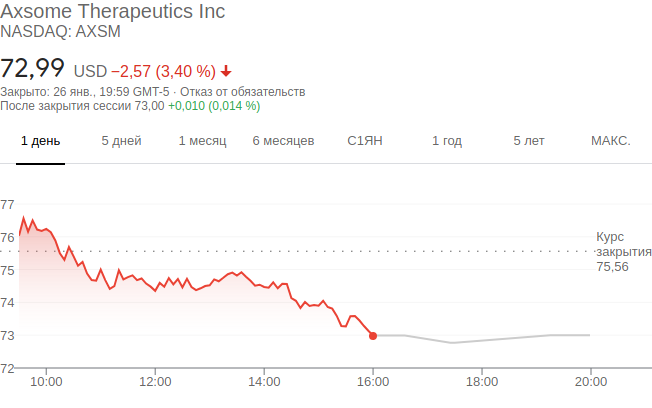 Axsome Therapeutics Inc
NASDAQ: AXSM
72,99 USD −2,57 (3,40 %)
Закрыто: 26 янв., 19:59 GMT-5 · Отказ от обязательств
После закрытия сессии 73,00 +0,010 (0,014 %)
1 день 5 дней 1 месяц 6 месяцев С1ЯН 1 год 5 лет МАКС.
77
76
75
74
73
72
Курс
закрытия
75,56
10:00 12:00 14:00 16:00 18:00 20:00